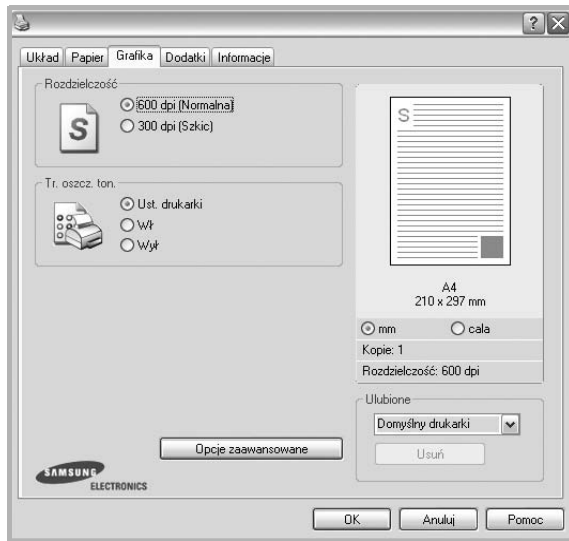 Układ Papier Grafika Dodatki Informacje
Rozdzielczość
600 dpi (Normalna)
300 dpi (Szkic)
S
Tr. oszcz. ton.
Ust. drukarki
Wł
Wył
S
A4
210 x 297 mm
mm cala
Kopie: 1
Rozdzielczość: 600 dpi
Ulubione
Domyślny drukarki
Usuń
Opcje zaawansowane
SAMSUNG
ELECTRONICS
OK Anuluj Pomoc